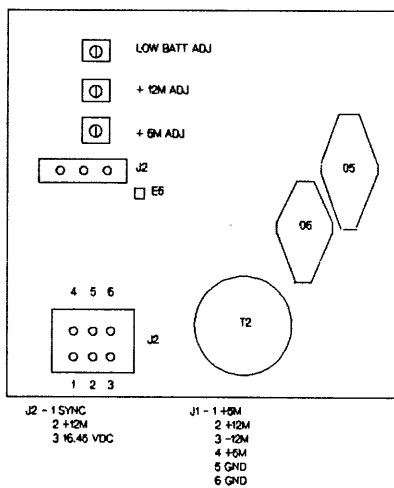 LOW BATT ADJ
+ 12M ADJ
+ 5M ADJ
J2
E5
Q5
Q6
4 5 6
T2
J2
1 2 3
J2 - 1 SYNC
2 +12M
3 16.45 VDC
J1 - 1 +5M
2 +12M
3 -12M
4 +5M
5 GND
6 GND